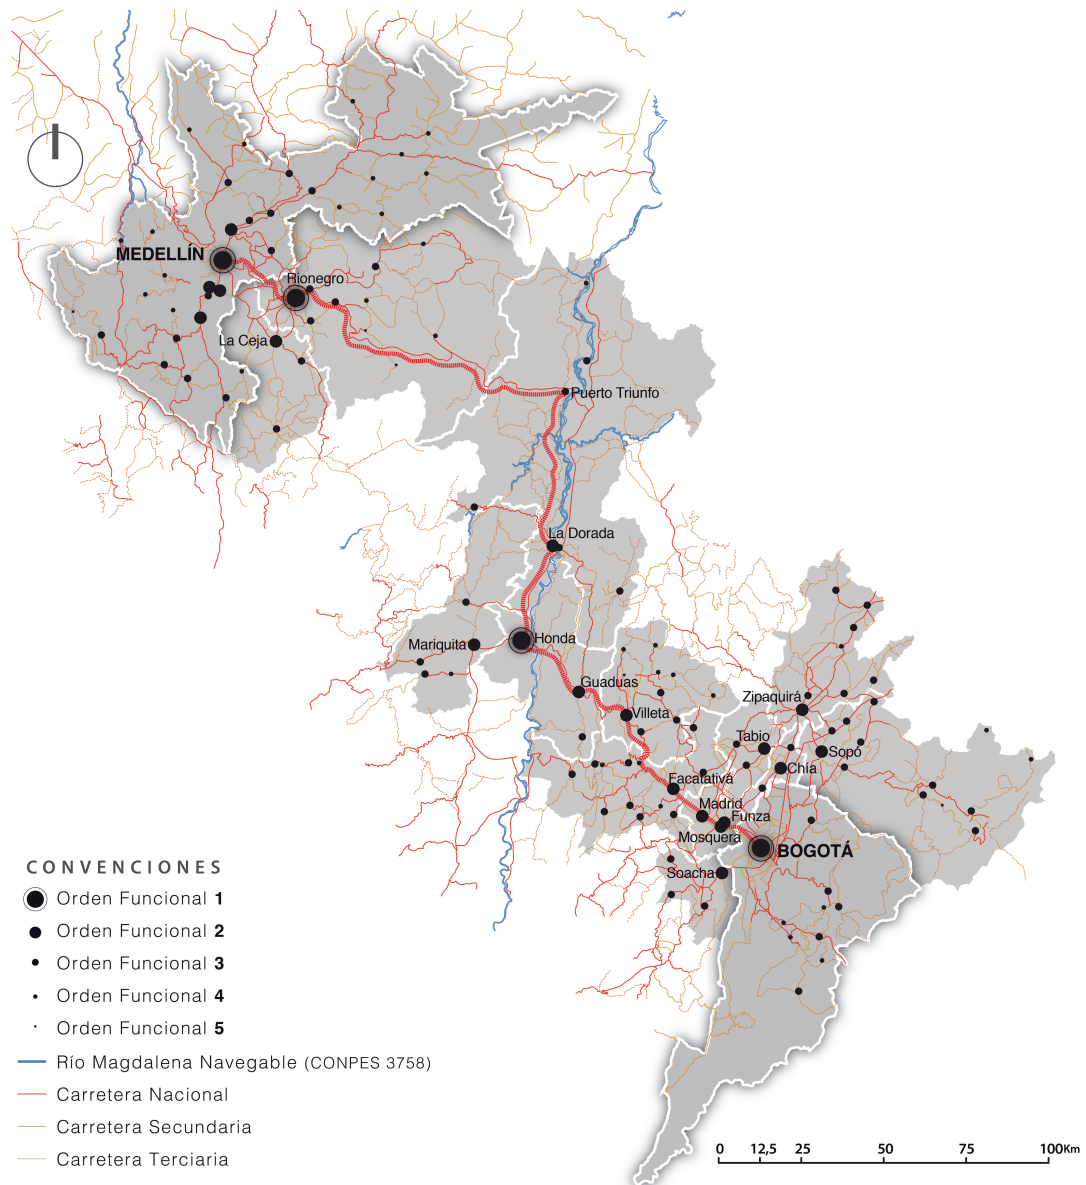 MEDELLÍN
Rionegro
La Ceja
Puerto Triunfo
La Dorada
Honda
Mariquita
Guaduas
Villeta
Zipaquirá
Tabio
Sopó
Chía
Facatativá
Madrid
Funza
Mosquera
BOGOTÁ
Soacha
CONVENCIONES
Orden Funcional 1
Orden Funcional 2
Orden Funcional 3
Orden Funcional 4
Orden Funcional 5
Río Magdalena Navegable (CONPES 3758)
Carretera Nacional
Carretera Secundaria
Carretera Terciaria
0 12,5 25 50 75 100Km